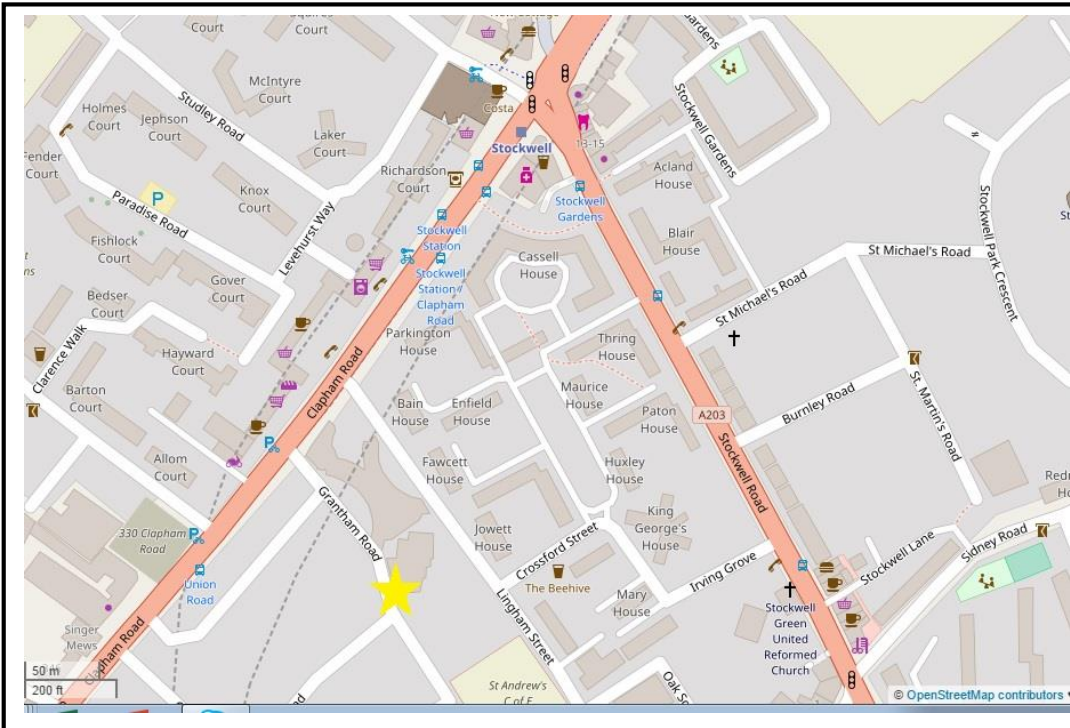 Court
Court
McIntyre
Court
Studley Road
Holmes
Court
Jephson
Court
Laker
Court
Fender
Court
Knox
Court
Richardson
Court
P
Paradise Road
Levehurst Way
Fishlock
Court
Gover
Court
Bedser
Court
Clarence Walk
Hayward
Court
Barton
Court
Allom
Court
330 Clapham
Road
Singer
Mews
Clapham Road
Union
Road
P
P
Clapham Road
Grantham Road
Costa
Stockwell
13-15
Stockwell
Station
Stockwell
Station /
Clapham
Road
Parkington
House
Cassell
House
Stockwell
Gardens
Acland
House
Blair
House
Gardens
Stockwell Gardens
St Michael's Road
St Michael's Road
Stockwell Park Crescent
Thring
House
Maurice
House
Paton
House
Bain
House
Enfield
House
Fawcett
House
Huxley
House
Jowett
House
King
George's
House
Crossford Street
The Beehive
Mary
House
Irving Grove
Lingham Street
A203
Stockwell Road
Burnley Road
St. Martin's Road
Stockwell Lane
Sidney Road
Stockwell
Green
United
Reformed
Church
St Andrew's
C of E
50 m
200 ft
© OpenStreetMap contributors